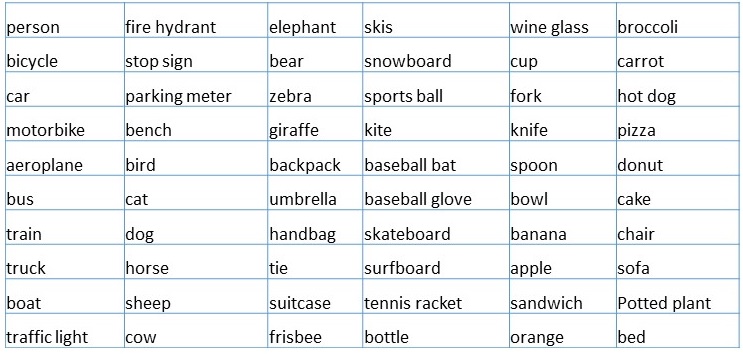 person fire hydrant elephant skis wine glass broccoli
bicycle stop sign bear snowboard cup carrot
car parking meter zebra sports ball fork hot dog
motorbike bench giraffe kite knife pizza
aeroplane bird backpack baseball bat spoon donut
bus cat umbrella baseball glove bowl cake
train dog handbag skateboard banana chair
truck horse tie surfboard apple sofa
boat sheep suitcase tennis racket sandwich Potted plant
traffic light cow frisbee bottle orange bed